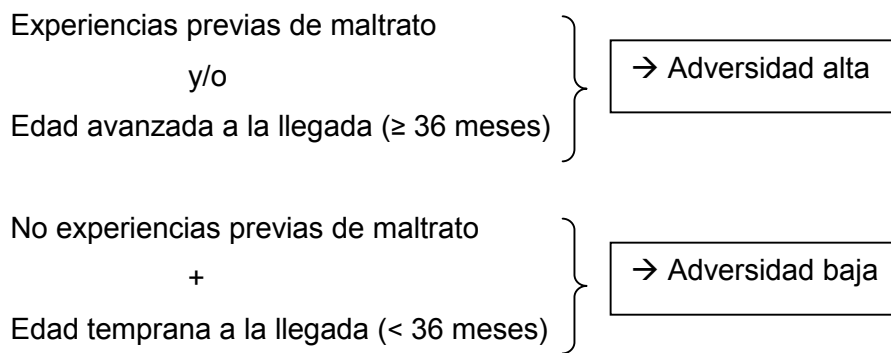 Experiencias previas de maltrato
y/o
Edad avanzada a la llegada (≥ 36 meses)
→ Adversidad alta
No experiencias previas de maltrato
+
Edad temprana a la llegada (< 36 meses)
→ Adversidad baja